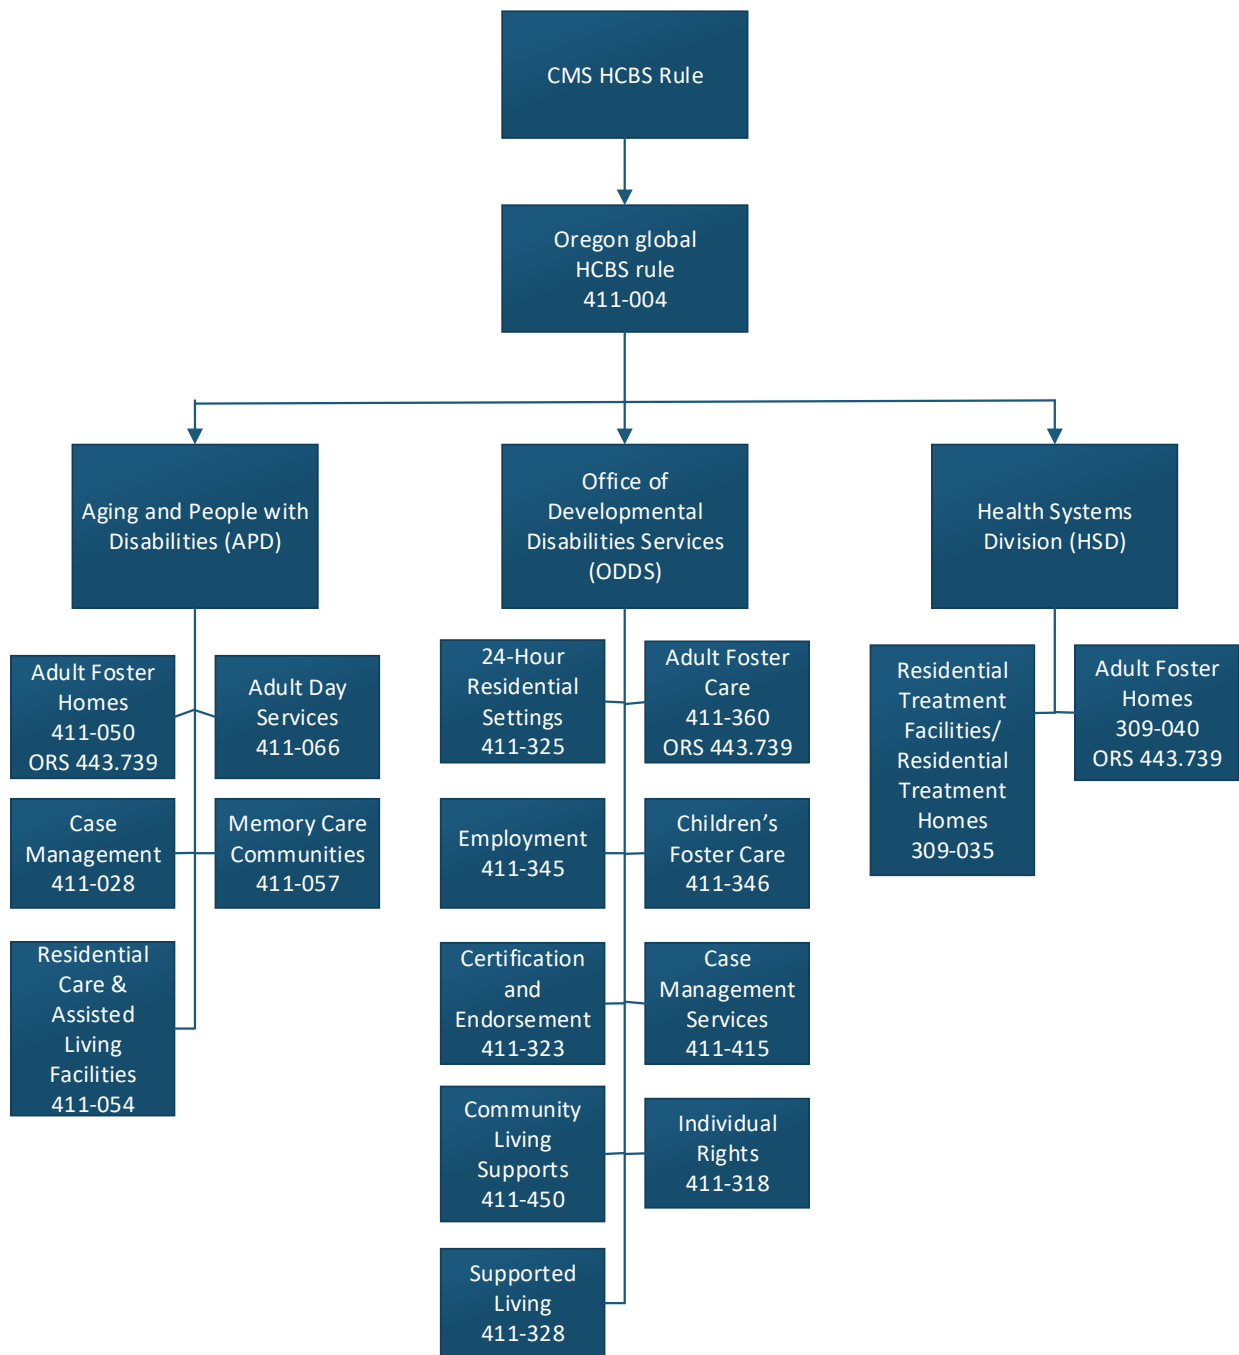 CMS HCBS Rule
Oregon global
HCBS rule
411-004
Aging and People with
Disabilities (APD)
Office of
Developmental
Disabilities Services
(ODDS)
Health Systems
Division (HSD)
Adult Foster
Homes
411-050
ORS 443.739
Adult Day
Services
411-066
Case
Management
411-028
Memory Care
Communities
411-057
Residential
Care &
Assisted
Living
Facilities
411-054
24-Hour
Residential
Settings
411-325
Adult Foster
Care
411-360
ORS 443.739
Employment
411-345
Children’s
Foster Care
411-346
Certification
and
Endorsement
411-323
Case
Management
Services
411-415
Community
Living
Supports
411-450
Individual
Rights
411-318
Supported
Living
411-328
Residential
Treatment
Facilities/
Residential
Treatment
Homes
309-035
Adult Foster
Homes
309-040
ORS 443.739